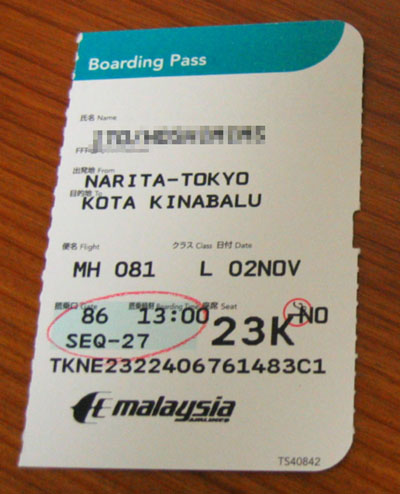 Boarding Pass
氏名 Name
FFF
出発地 From
NARITA-TOKYO
目的地 To
KOTA KINABALU
便名 Flight クラス Class 日付 Date
MH 081 L 02NOV
搭乗口 Gate 搭乗時刻 Boarding Time 座席 Seat
86 13:00 23K NO
SEQ-27
TKNE2322406761483C1
malaysia
AIRLINES
TS40842